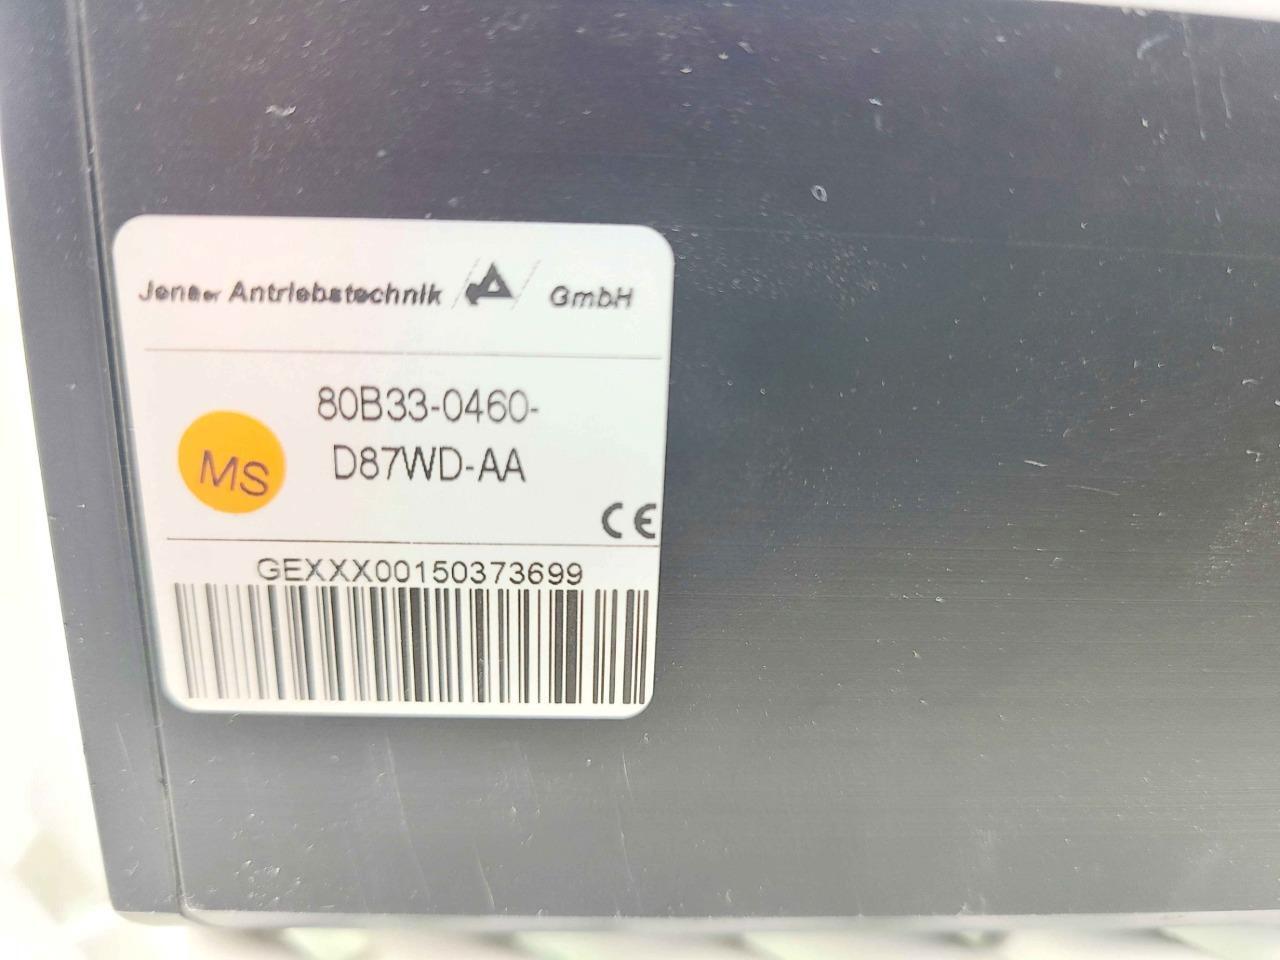 Jenaer Antriebstechnik GmbH
80B33-0460-
D87WD-AA
MS
CE
GEXXX00150373699